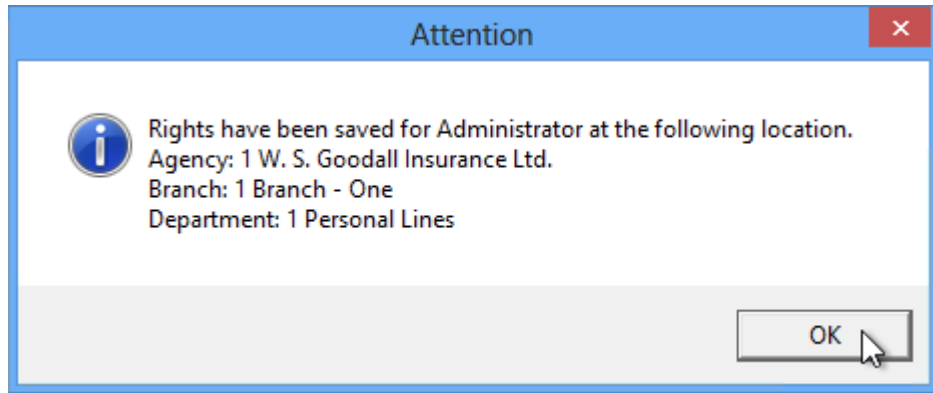 Attention
Rights have been saved for Administrator at the following location.
Agency: 1 W. S. Goodall Insurance Ltd.
Branch: 1 Branch - One
Department: 1 Personal Lines
OK